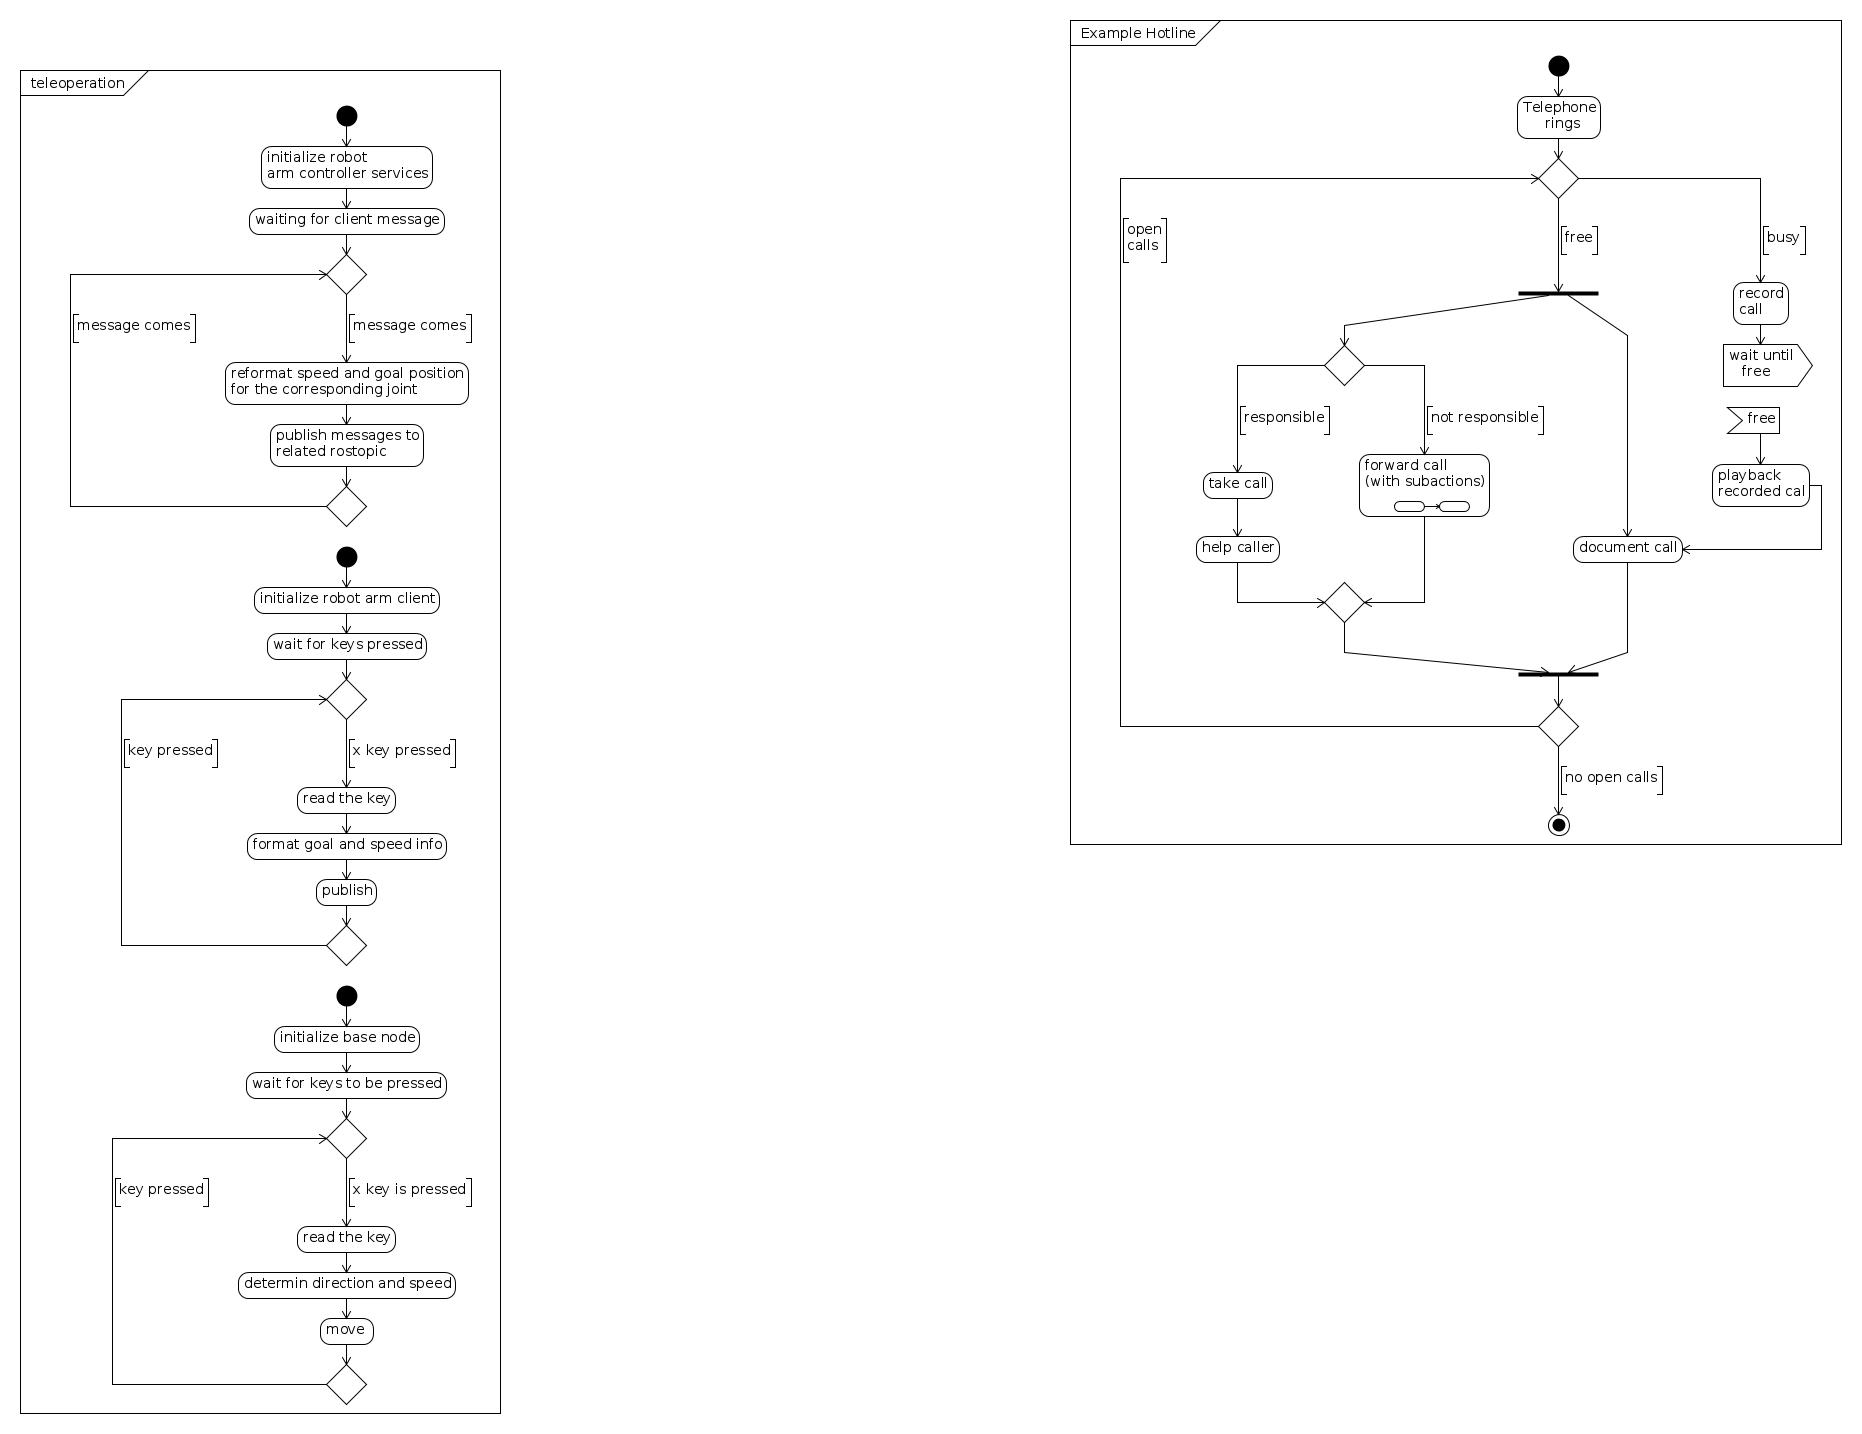 teleoperation
initialize robot
arm controller services
waiting for client message
[message comes]
[message comes]
reformat speed and goal position
for the corresponding joint
publish messages to
related rostopic
initialize robot arm client
wait for keys pressed
[key pressed]
[x key pressed]
read the key
format goal and speed info
publish
initialize base node
wait for keys to be pressed
[key pressed]
[x key is pressed]
read the key
determin direction and speed
move
Example Hotline
Telephone
rings
[open
calls]
[free]
[busy]
record
call
wait until
free
free
[responsible]
[not responsible]
forward call
(with subactions)
take call
playback
recorded cal
help caller
document call
[no open calls]